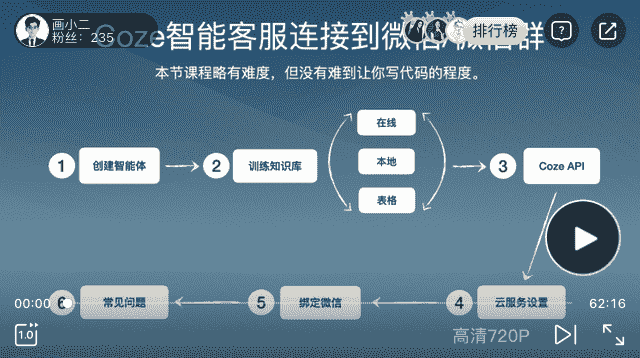 画小二
粉丝：235
Coze智能客服连接到微信/微信群
排行榜
本节课程略有难度，但没有难到让你写代码的程度。
在线
1 创建智能体
2 训练知识库
本地
3 Coze API
表格
00:00
6 常见问题
5 绑定微信
4 云服务设置
62:16
1.0
高清720P